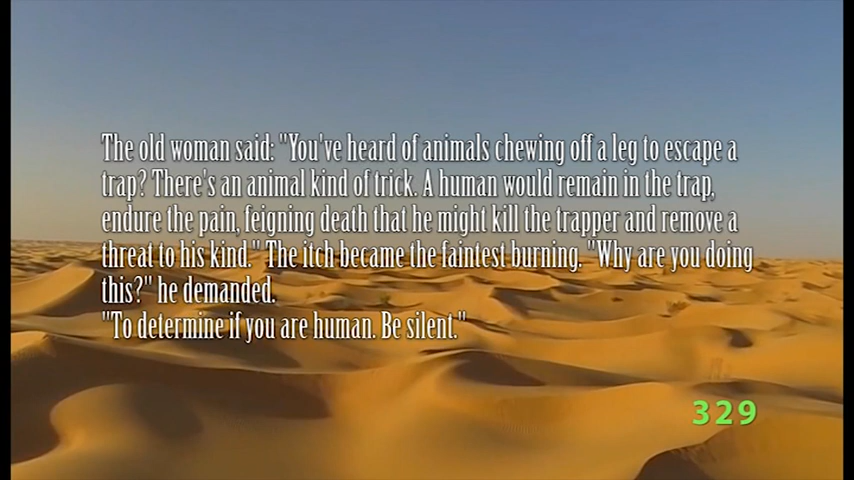 The old woman said: "You've heard of animals chewing off a leg to escape a
trap? There's an animal kind of trick. A human would remain in the trap,
endure the pain, feigning death that he might kill the trapper and remove a
threat to his kind." The itch became the faintest burning. "Why are you doing
this?" he demanded.
"To determine if you are human. Be silent."
329